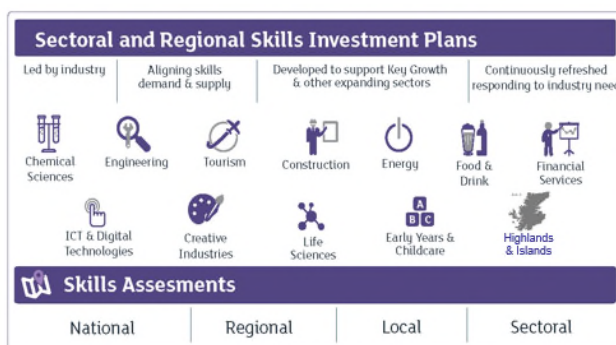 Sectoral and Regional Skills Investment Plans
Led by industry
Aligning skills
demand & supply
Developed to support Key Growth
& other expanding sectors
Continuously refreshed
responding to industry need
Chemical
Sciences
Engineering
Tourism
Construction
Energy
Food &
Drink
Financial
Services
ICT & Digital
Technologies
Creative
Industries
Life
Sciences
A
B C
Early Years &
Childcare
Highlands
& Islands
Skills Assesments
National
Regional
Local
Sectoral